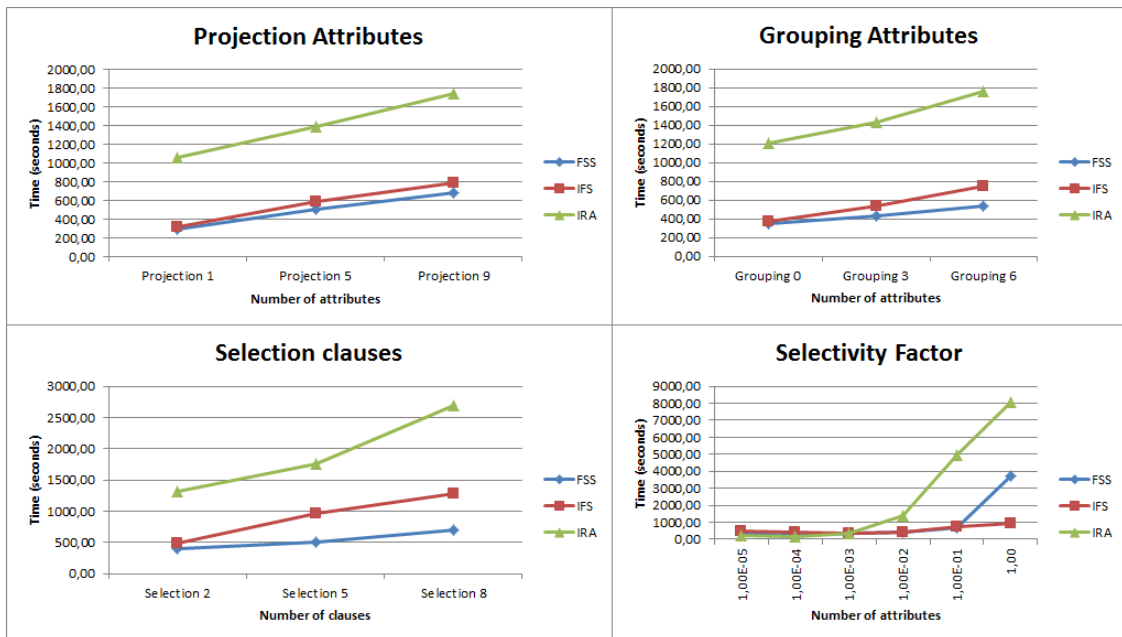 Projection Attributes
2000,00
1800,00
1600,00
1400,00
1200,00
1000,00
800,00
600,00
400,00
200,00
0,00
Time (seconds)
Projection 1
Projection 5
Projection 9
Number of attributes
FSS
IFS
IRA
Grouping Attributes
2000,00
1800,00
1600,00
1400,00
1200,00
1000,00
800,00
600,00
400,00
200,00
0,00
Time (seconds)
Grouping 0
Grouping 3
Grouping 6
Number of attributes
FSS
IFS
IRA
Selection clauses
3000,00
2500,00
2000,00
1500,00
1000,00
500,00
0,00
Time (seconds)
Selection 2
Selection 5
Selection 8
Number of clauses
FSS
IFS
IRA
Selectivity Factor
9000,00
8000,00
7000,00
6000,00
5000,00
4000,00
3000,00
2000,00
1000,00
0,00
Time (seconds)
1,00E-05
1,00E-04
1,00E-03
1,00E-02
1,00E-01
1,00
Number of attributes
FSS
IFS
IRA